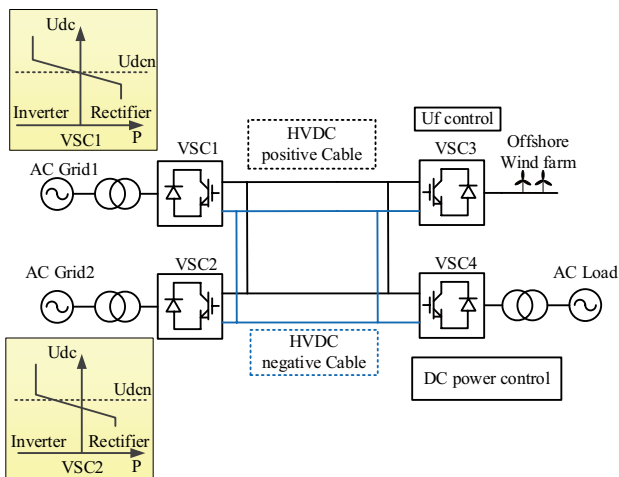 Udc
Udcn
Inverter
Rectifier
VSC1
P
AC Grid1
VSC1
HVDC
positive Cable
Uf control
VSC3
Offshore
Wind farm
AC Grid2
VSC2
VSC4
AC Load
HVDC
negative Cable
DC power control
Udc
Udcn
Inverter
Rectifier
VSC2
P